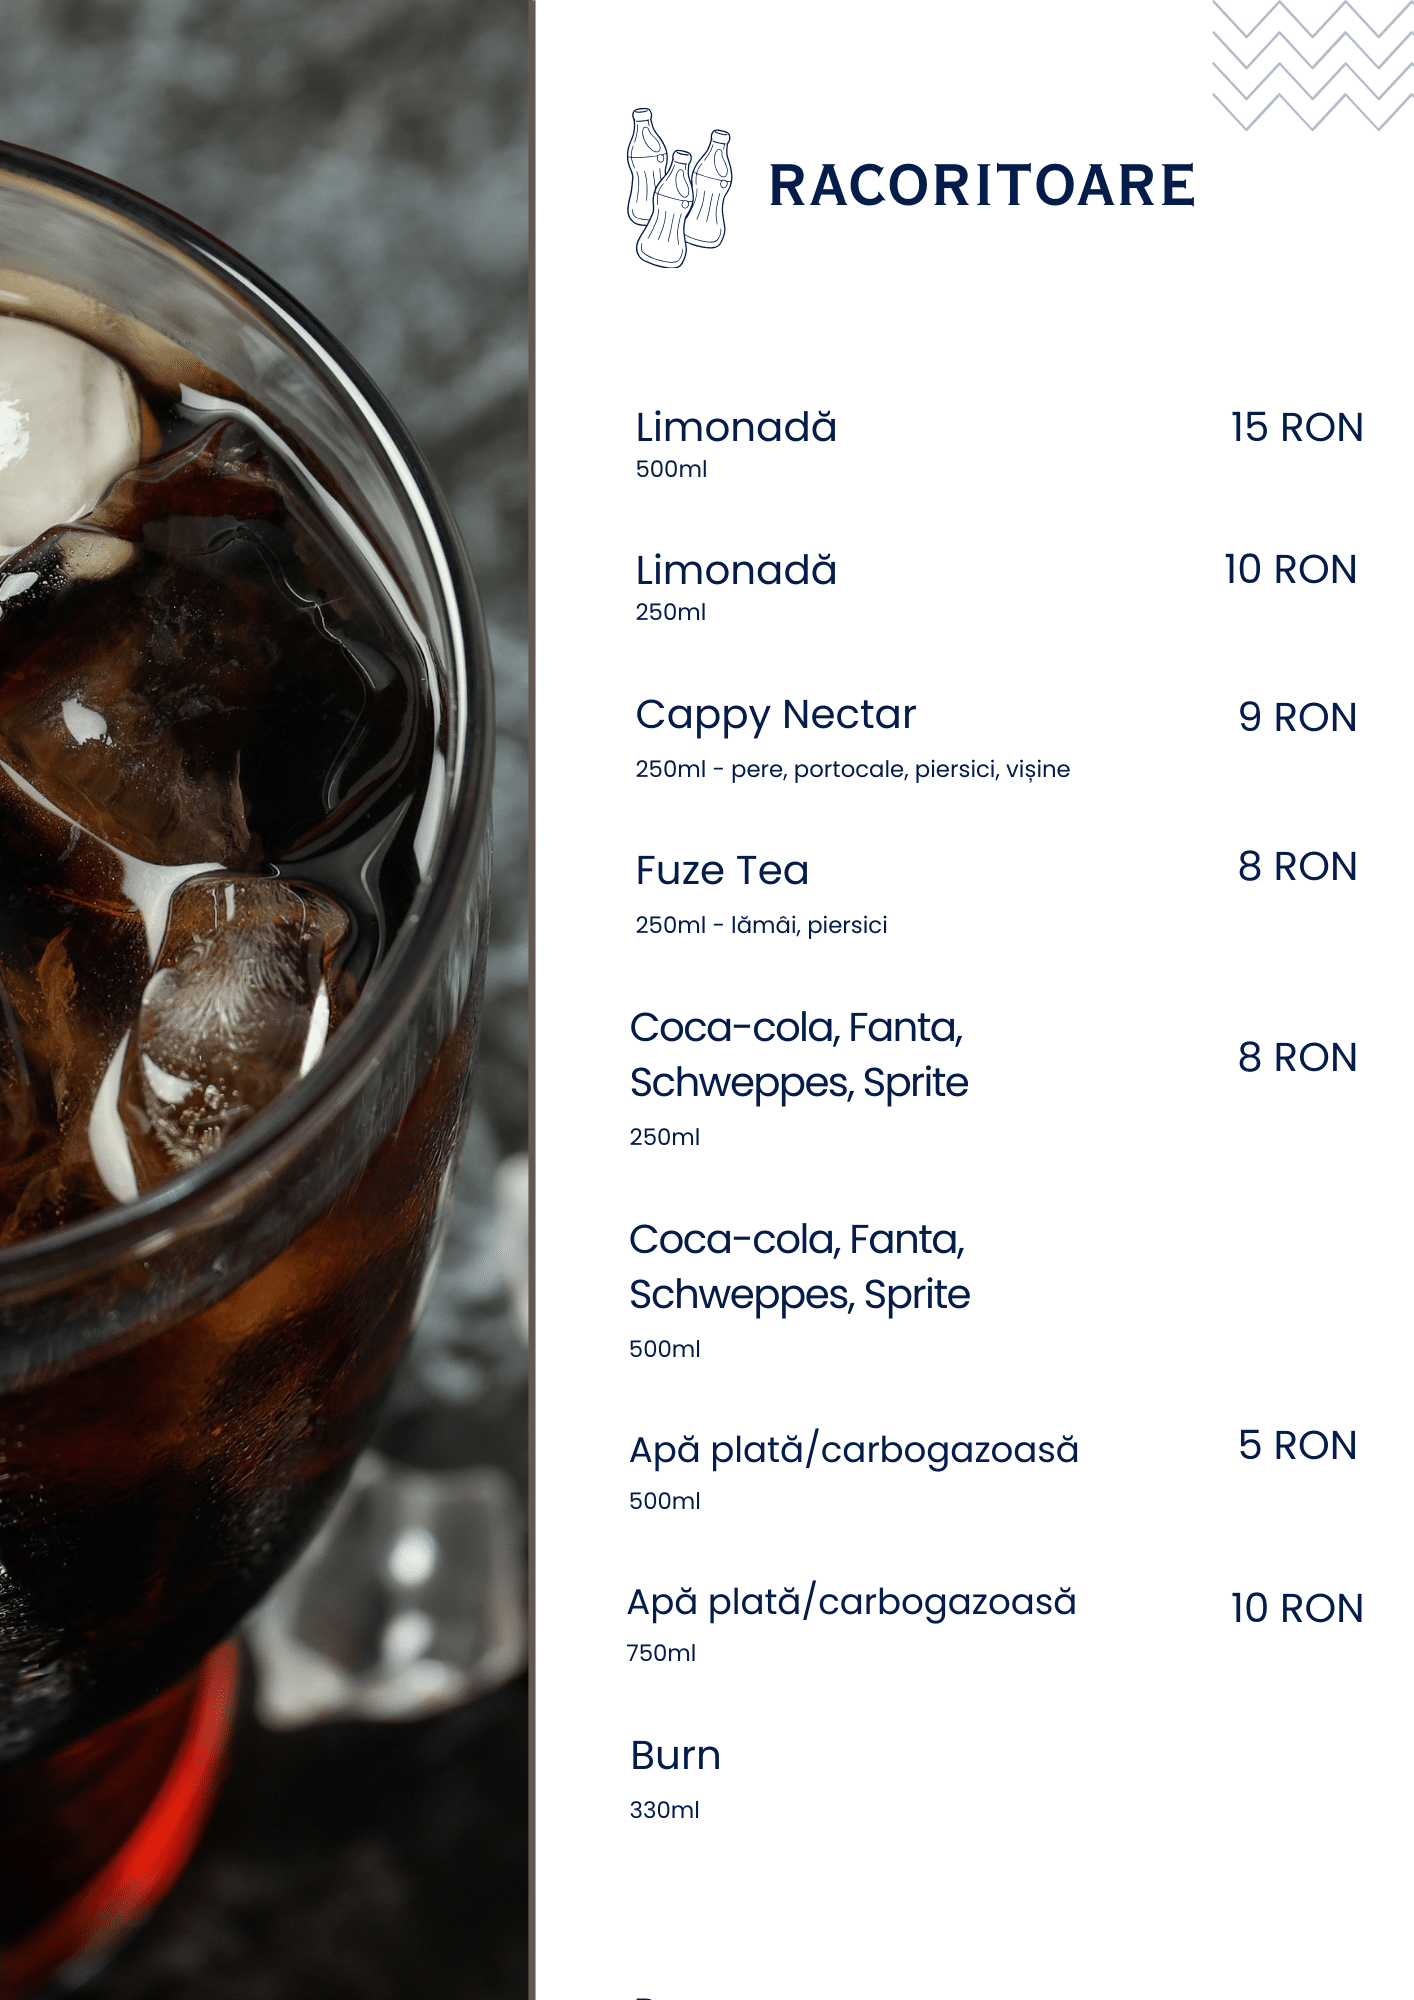 RACORITOARE
Limonadă 15 RON
500ml
Limonadă 10 RON
250ml
Cappy Nectar 9 RON
250ml - pere, portocale, piersici, vișine
Fuze Tea 8 RON
250ml - lămâi, piersici
Coca-cola, Fanta,
Schweppes, Sprite 8 RON
250ml
Coca-cola, Fanta,
Schweppes, Sprite
500ml
Apă plată/carbogazoasă 5 RON
500ml
Apă plată/carbogazoasă 10 RON
750ml
Burn
330ml